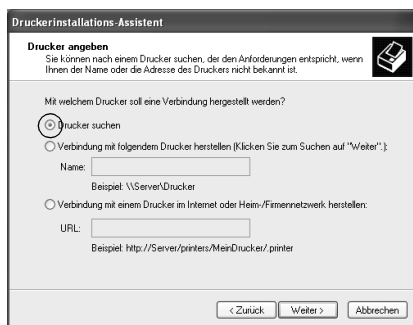 Druckerinstallations-Assistent
Drucker angeben
Sie können nach einem Drucker suchen, der den Anforderungen entspricht, wenn
Ihnen der Name oder die Adresse des Druckers nicht bekannt ist.
Mit welchem Drucker soll eine Verbindung hergestellt werden?
Drucker suchen
Verbindung mit folgendem Drucker herstellen (Klicken Sie zum Suchen auf "Weiter".):
Name:
Beispiel: \\Server\Drucker
Verbindung mit einem Drucker im Internet oder Heim-/Firmennetzwerk herstellen:
URL:
Beispiel: http://Server/printers/MeinDrucker/.printer
< Zurück Weiter > Abbrechen